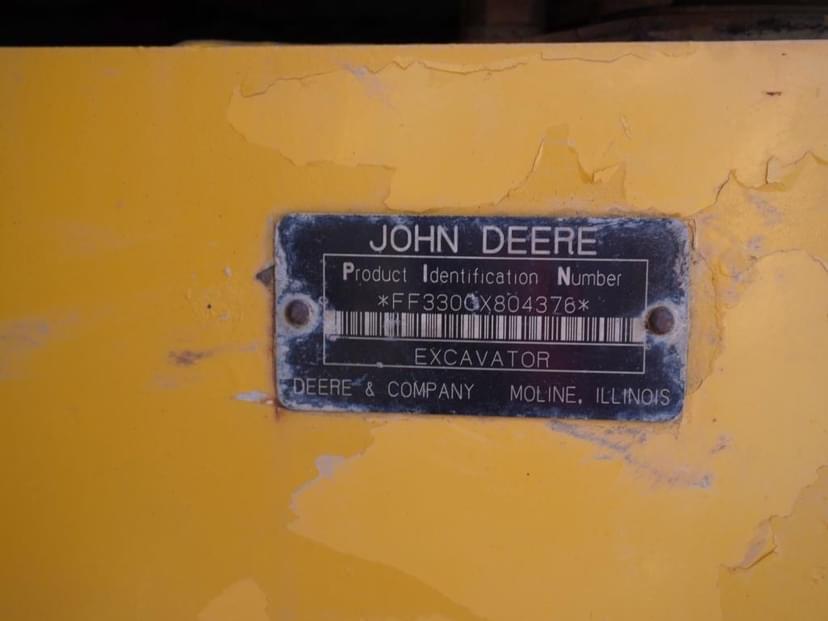 JOHN DEERE
Product Identification Number
*FF330CX804376*
EXCAVATOR
DEERE & COMPANY MOLINE, ILLINOIS